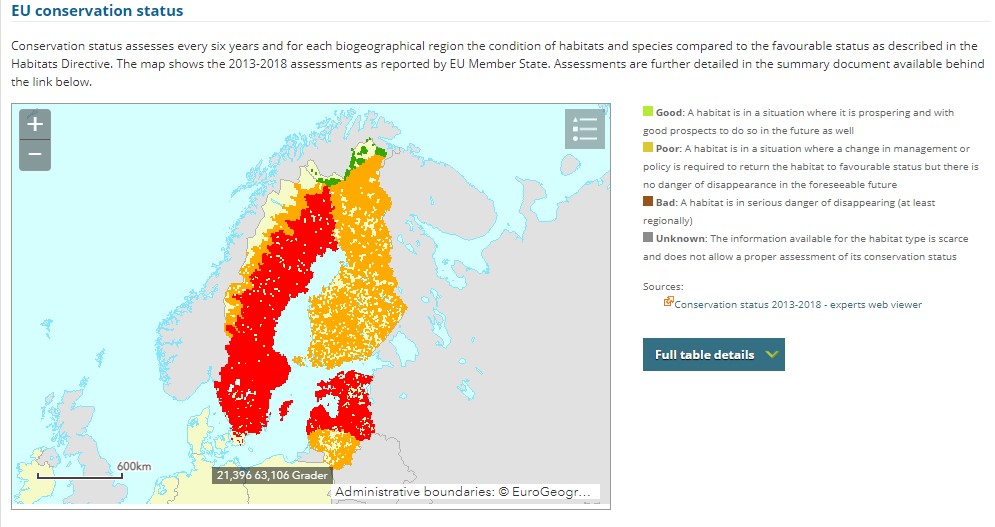 EU conservation status
Conservation status assesses every six years and for each biogeographical region the condition of habitats and species compared to the favourable status as described in the
Habitats Directive. The map shows the 2013-2018 assessments as reported by EU Member State. Assessments are further detailed in the summary document available behind
the link below.
+
−
600km
21,396 63,106 Grader
Administrative boundaries: © EuroGeogr...
Good: A habitat is in a situation where it is prospering and with
good prospects to do so in the future as well
Poor: A habitat is in a situation where a change in management or
policy is required to return the habitat to favourable status but there is
no danger of disappearance in the foreseeable future
Bad: A habitat is in serious danger of disappearing (at least
regionally)
Unknown: The information available for the habitat type is scarce
and does not allow a proper assessment of its conservation status
Sources:
Conservation status 2013-2018 - experts web viewer
Full table details